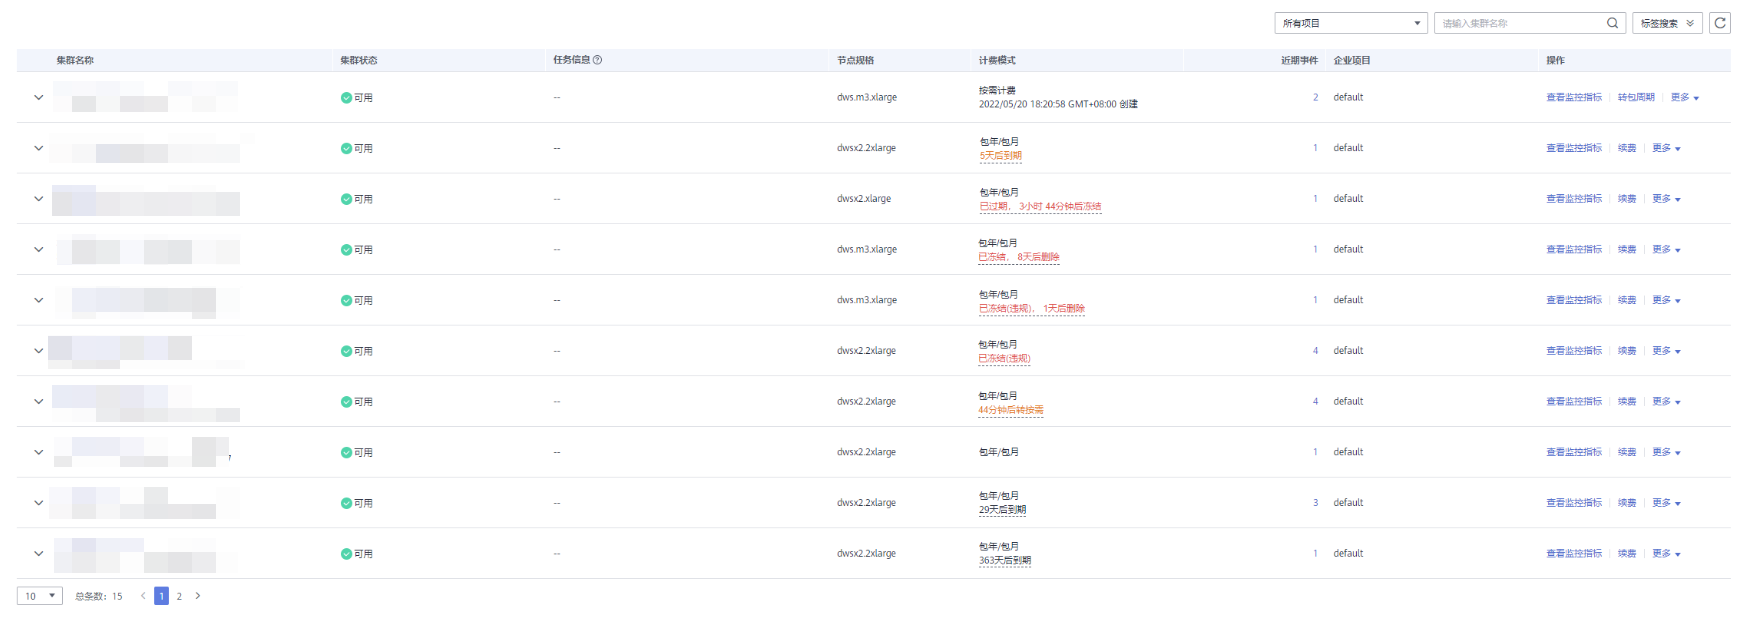 所有项目 请输入集群名称 标签搜索
集群名称 集群状态 任务信息 节点规格 计费模式 近期事件 企业项目 操作
可用 -- dws.m3.xlarge 按需计费 2 default 查看监控指标 转包周期 更多
2022/05/20 18:20:58 GMT+08:00 创建
可用 -- dwsx2.2xlarge 包年/包月 1 default 查看监控指标 续费 更多
5天后到期
可用 -- dwsx2.xlarge 包年/包月 1 default 查看监控指标 续费 更多
已过期， 3小时 44分钟后冻结
可用 -- dws.m3.xlarge 包年/包月 1 default 查看监控指标 续费 更多
已冻结， 8天后删除
可用 -- dws.m3.xlarge 包年/包月 1 default 查看监控指标 续费 更多
已冻结(违规)， 1天后删除
可用 -- dwsx2.2xlarge 包年/包月 4 default 查看监控指标 续费 更多
已冻结(违规)
可用 -- dwsx2.2xlarge 包年/包月 4 default 查看监控指标 续费 更多
44分钟后转按需
可用 -- dwsx2.2xlarge 包年/包月 1 default 查看监控指标 续费 更多
可用 -- dwsx2.2xlarge 包年/包月 3 default 查看监控指标 续费 更多
29天后到期
可用 -- dwsx2.2xlarge 包年/包月 1 default 查看监控指标 续费 更多
363天后到期
10 总条数：15 < 1 2 >